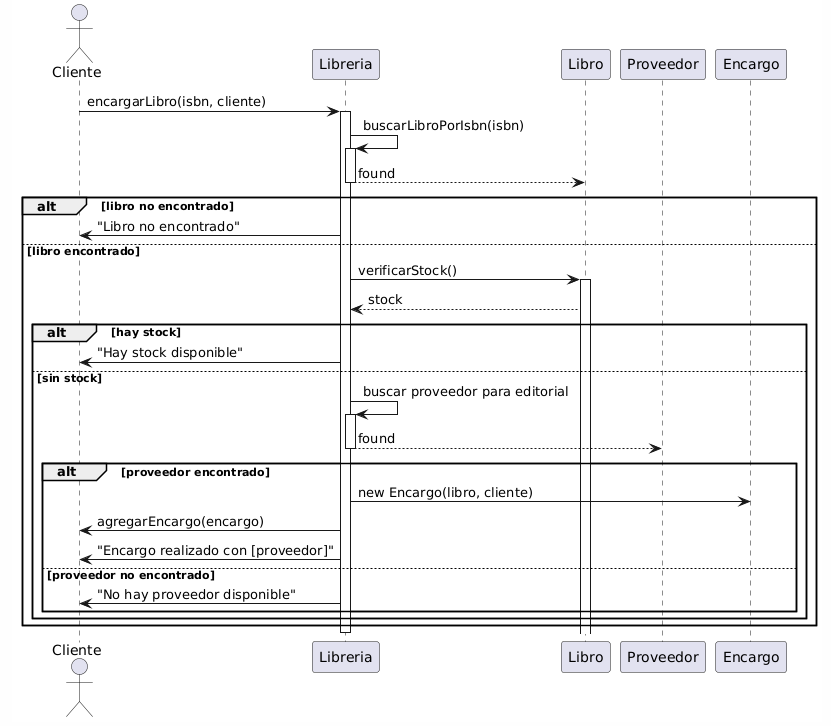 Cliente
Libreria
Libro
Proveedor
Encargo
encargarLibro(isbn, cliente)
buscarLibroPorIsbn(isbn)
found
alt
[libro no encontrado]
"Libro no encontrado"
[libro encontrado]
verificarStock()
stock
alt
[hay stock]
"Hay stock disponible"
[sin stock]
buscar proveedor para editorial
found
alt
[proveedor encontrado]
new Encargo(libro, cliente)
agregarEncargo(encargo)
"Encargo realizado con [proveedor]"
[proveedor no encontrado]
"No hay proveedor disponible"
Cliente
Libreria
Libro
Proveedor
Encargo